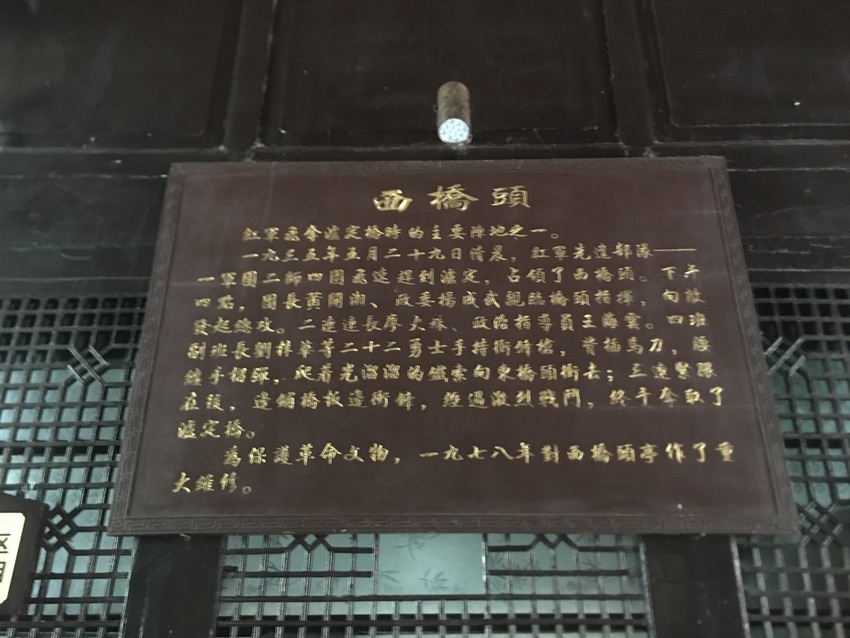 西橋頭
紅軍飛奪瀘定橋時的主要陣地之一。
一九三五年五月二十九日清晨，紅軍先遣部隊——
一軍團二師四團飛速趕到瀘定，占領了西橋頭。下午
四點，團長黃開湘、政委楊成武親臨橋頭指揮，向敵
發起總攻。二連連長廖大珠、政治指導員王海雲。四班
副班長劉梓華等二十二勇士手持衝鋒槍，背插馬刀，腰
纏手榴彈，爬着光溜溜的鐵索向東橋頭衝去；三連緊跟
在後，邊鋪橋板邊衝鋒，經過激烈戰鬥，終于奪取了
瀘定橋。
為保護革命文物，一九七八年對西橋頭亭作了重
大維修。